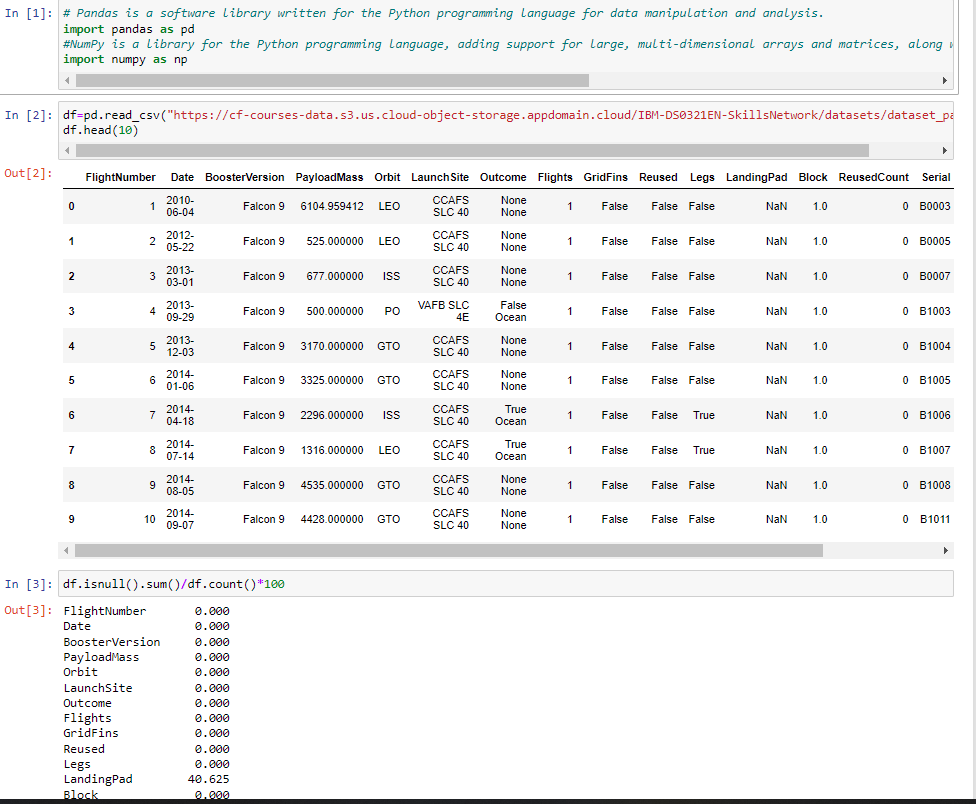 In [1]: # Pandas is a software library written for the Python programming language for data manipulation and analysis.
import pandas as pd
#NumPy is a library for the Python programming language, adding support for large, multi-dimensional arrays and matrices, along
import numpy as np
In [2]: df=pd.read_csv("https://cf-courses-data.s3.us.cloud-object-storage.appdomain.cloud/IBM-DS0321EN-SkillsNetwork/datasets/dataset_pa
df.head(10)
Out[2]:
FlightNumber Date BoosterVersion PayloadMass Orbit LaunchSite Outcome Flights GridFins Reused Legs LandingPad Block ReusedCount Serial
0 1 2010-06-04 Falcon 9 6104.959412 LEO CCAFS SLC 40 None None 1 False False False NaN 1.0 0 B0003
1 2 2012-05-22 Falcon 9 525.000000 LEO CCAFS SLC 40 None None 1 False False False NaN 1.0 0 B0005
2 3 2013-03-01 Falcon 9 677.000000 ISS CCAFS SLC 40 None None 1 False False False NaN 1.0 0 B0007
3 4 2013-09-29 Falcon 9 500.000000 PO VAFB SLC 4E False Ocean 1 False False False NaN 1.0 0 B1003
4 5 2013-12-03 Falcon 9 3170.000000 GTO CCAFS SLC 40 None None 1 False False False NaN 1.0 0 B1004
5 6 2014-01-06 Falcon 9 3325.000000 GTO CCAFS SLC 40 None None 1 False False False NaN 1.0 0 B1005
6 7 2014-04-18 Falcon 9 2296.000000 ISS CCAFS SLC 40 True Ocean 1 False False True NaN 1.0 0 B1006
7 8 2014-07-14 Falcon 9 1316.000000 LEO CCAFS SLC 40 True Ocean 1 False False True NaN 1.0 0 B1007
8 9 2014-08-05 Falcon 9 4535.000000 GTO CCAFS SLC 40 None None 1 False False False NaN 1.0 0 B1008
9 10 2014-09-07 Falcon 9 4428.000000 GTO CCAFS SLC 40 None None 1 False False False NaN 1.0 0 B1011
In [3]: df.isnull().sum()/df.count()*100
Out[3]: FlightNumber 0.000
Date 0.000
BoosterVersion 0.000
PayloadMass 0.000
Orbit 0.000
LaunchSite 0.000
Outcome 0.000
Flights 0.000
GridFins 0.000
Reused 0.000
Legs 0.000
LandingPad 40.625
Block 0.000